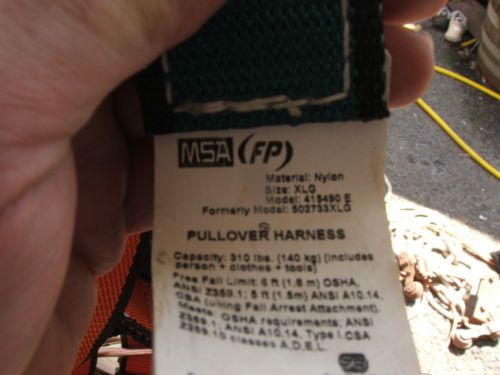 MSA (FP)
Material: Nylon
Size: XLG
Model: 415490 E
Formerly Model: 502733XLG
PULLOVER HARNESS
Capacity: 310 lbs. (140 kg) (includes
person + clothes + tools)
Free Fall Limit: 6 ft (1.8 m) OSHA,
ANSI Z359.1; 5 ft (1.5m) ANSI A10.14,
CSA (using Fall Arrest Attachment).
Meets: OSHA requirements, ANSI
Z359.1, ANSI A10.14, Type I.CSA
Z259.10 classes A.D.E.L.